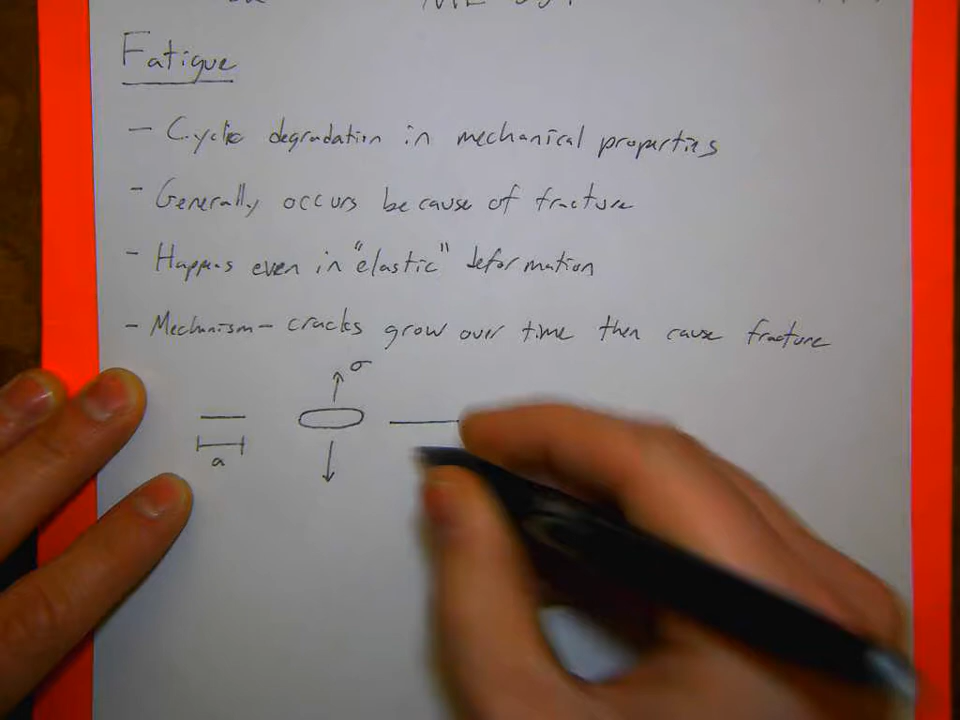 Fatigue
- Cyclic degradation in mechanical properties
- Generally occurs because of fracture
- Happens even in "elastic" deformation
- Mechanism - cracks grow over time then cause fracture
σ
a